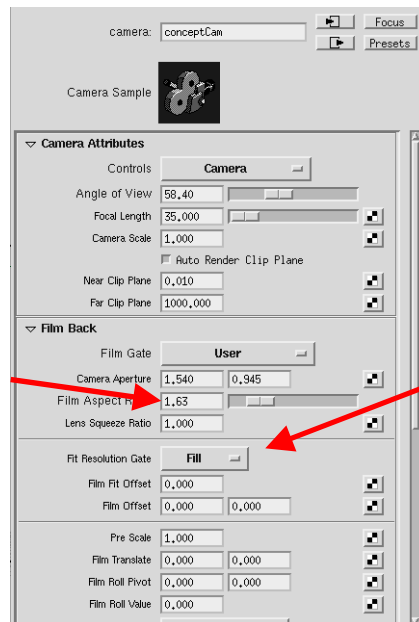 camera: conceptCam Focus
Presets
Camera Sample
Camera Attributes
Controls Camera
Angle of View 58.40
Focal Length 35.000
Camera Scale 1.000
Auto Render Clip Plane
Near Clip Plane 0.010
Far Clip Plane 1000.000
Film Back
Film Gate User
Camera Aperture 1.540 0.945
Film Aspect 1.63
Lens Squeeze Ratio 1.000
Fit Resolution Gate Fill
Film Fit Offset 0.000
Film Offset 0.000 0.000
Pre Scale 1.000
Film Translate 0.000 0.000
Film Roll Pivot 0.000 0.000
Film Roll Value 0.000